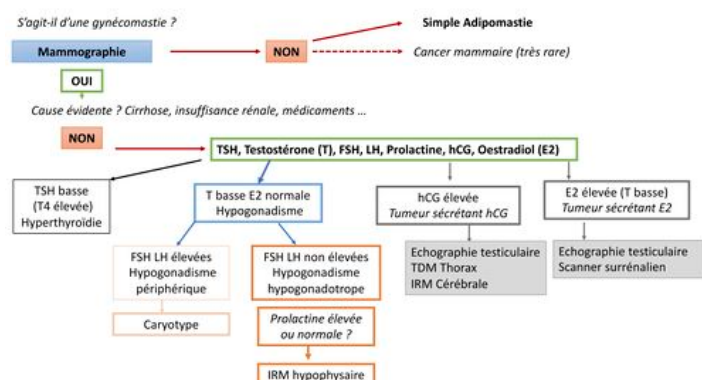 S'agit-il d'une gynécomastie ?
Mammographie
NON
Simple Adipomastie
Cancer mammaire (très rare)
OUI
Cause évidente ? Cirrhose, insuffisance rénale, médicaments ...
NON
TSH, Testostérone (T), FSH, LH, Prolactine, hCG, Oestradiol (E2)
TSH basse
(T4 élevée)
Hyperthyroïdie
T basse E2 normale
Hypogonadisme
hCG élevée
Tumeur sécrétant hCG
E2 élevée (T basse)
Tumeur sécrétant E2
FSH LH élevées
Hypogonadisme
périphérique
FSH LH non élevées
Hypogonadisme
hypogonadotrope
Echographie testiculaire
TDM Thorax
IRM Cérébrale
Echographie testiculaire
Scanner surrénalien
Caryotype
Prolactine élevée
ou normale ?
IRM hypophysaire